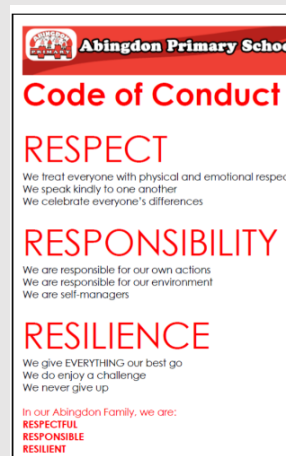 ABINGDON
PRIMARY
Abingdon Primary
Code of Conduct
RESPECT
We treat everyone with physical and emotional
We speak kindly to one another
We celebrate everyone's differences
RESPONSIBILITY
We are responsible for our own actions
We are responsible for our environment
We are self-managers
RESILIENCE
We give EVERYTHING our best go
We do enjoy a challenge
We never give up
In our Abingdon Family, we are:
RESPECTFUL
RESPONSIBLE
RESILIENT